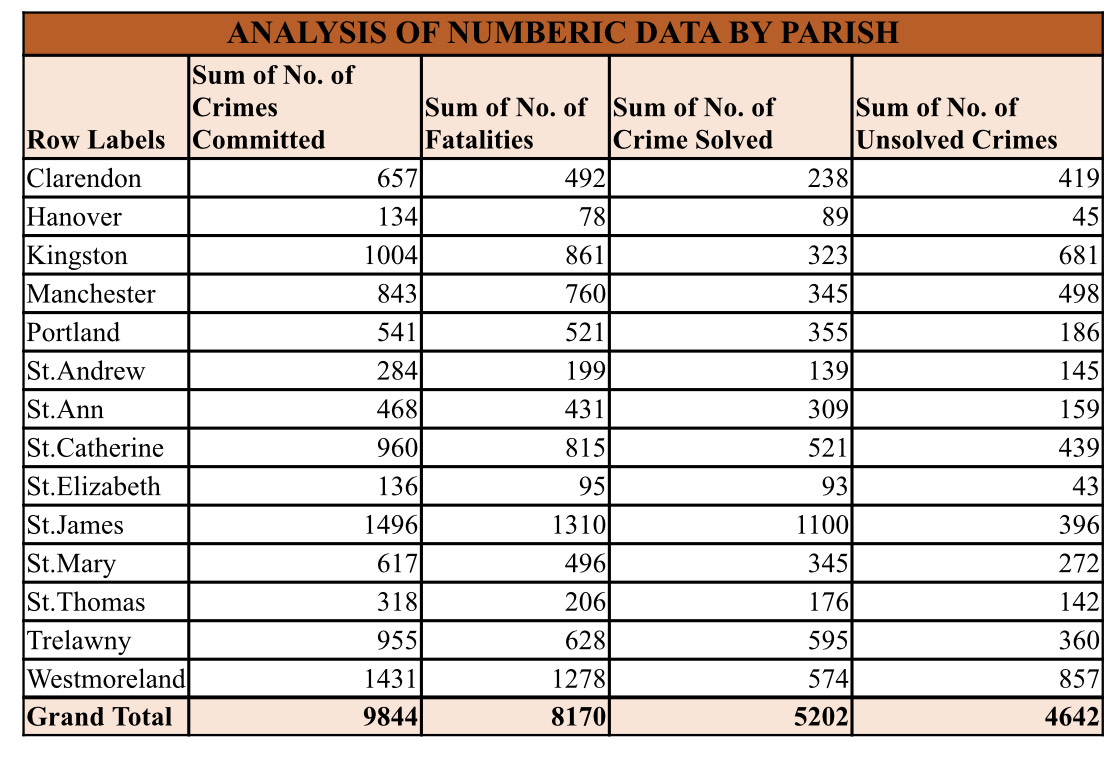 ANALYSIS OF NUMBERIC DATA BY PARISH
Row Labels Sum of No. of Crimes Committed Sum of No. of Fatalities Sum of No. of Crime Solved Sum of No. of Unsolved Crimes
Clarendon 657 492 238 419
Hanover 134 78 89 45
Kingston 1004 861 323 681
Manchester 843 760 345 498
Portland 541 521 355 186
St.Andrew 284 199 139 145
St.Ann 468 431 309 159
St.Catherine 960 815 521 439
St.Elizabeth 136 95 93 43
St.James 1496 1310 1100 396
St.Mary 617 496 345 272
St.Thomas 318 206 176 142
Trelawny 955 628 595 360
Westmoreland 1431 1278 574 857
Grand Total 9844 8170 5202 4642